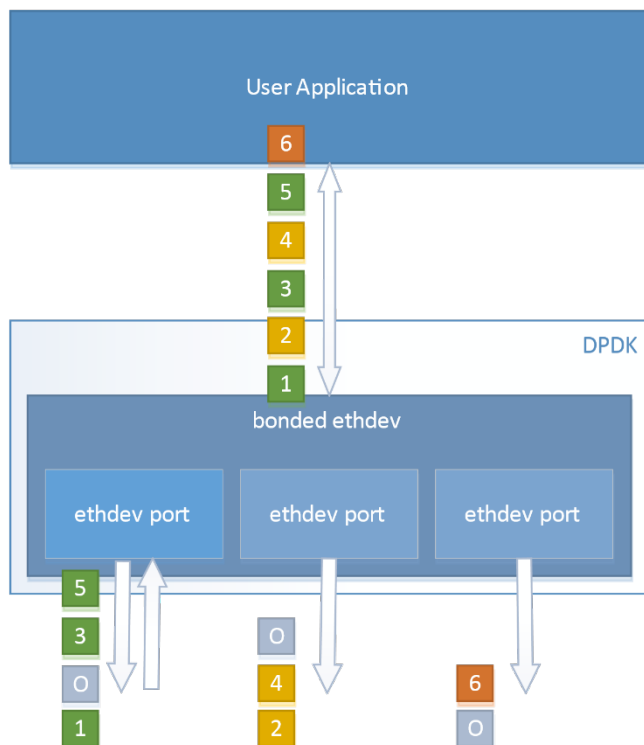 User Application
6
5
4
3
2
DPDK
1
bonded ethdev
ethdev port ethdev port ethdev port
5
3 O
O 4 6
1 2 O